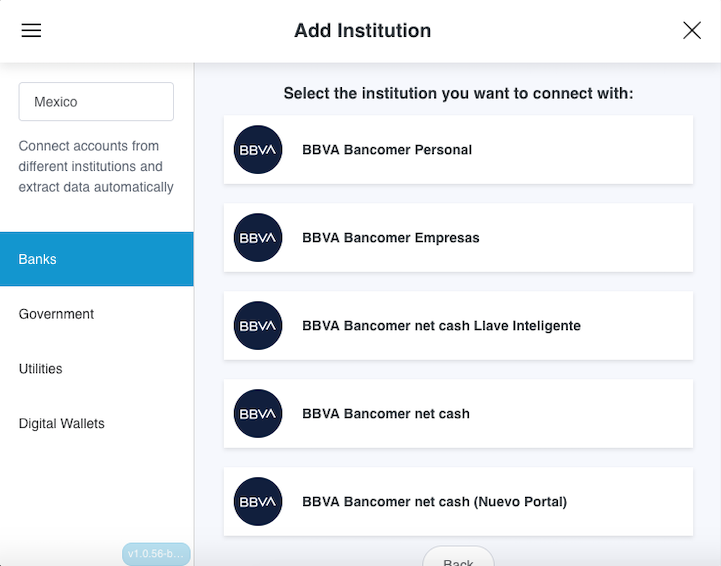 Add Institution
Mexico
Connect accounts from
different institutions and
extract data automatically
Banks
Government
Utilities
Digital Wallets
v1.0.56-b...
Select the institution you want to connect with:
BBVA
BBVA Bancomer Personal
BBVA
BBVA Bancomer Empresas
BBVA
BBVA Bancomer net cash Llave Inteligente
BBVA
BBVA Bancomer net cash
BBVA
BBVA Bancomer net cash (Nuevo Portal)
Back